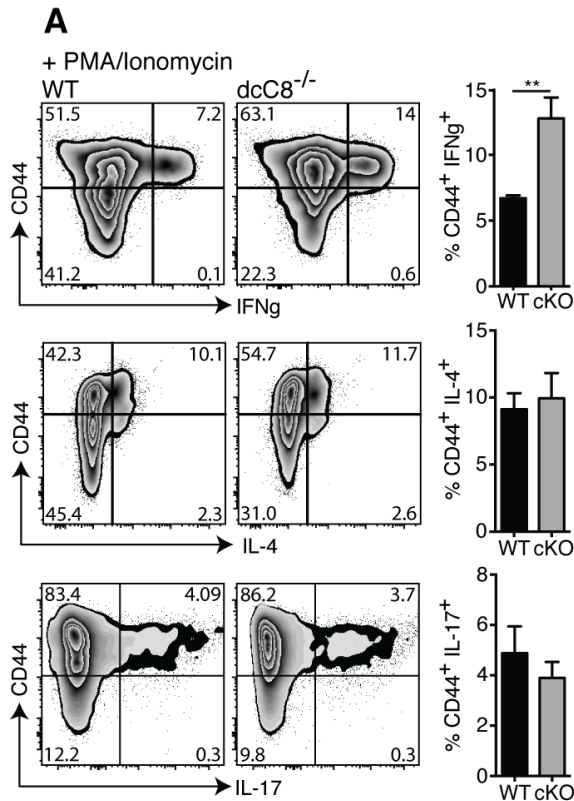 A
+ PMA/Ionomycin
WT dcC8-/-
51.5 7.2 63.1 14
CD44
41.2 0.1 22.3 0.6
IFNg
15
10
5
0
% CD44+ IFNg+
**
WT cKO
42.3 10.1 54.7 11.7
CD44
45.4 2.3 31.0 2.6
IL-4
15
10
5
0
% CD44+ IL-4+
WT cKO
83.4 4.09 86.2 3.7
CD44
12.2 0.3 9.8 0.3
IL-17
8
6
4
2
0
% CD44+ IL-17+
WT cKO